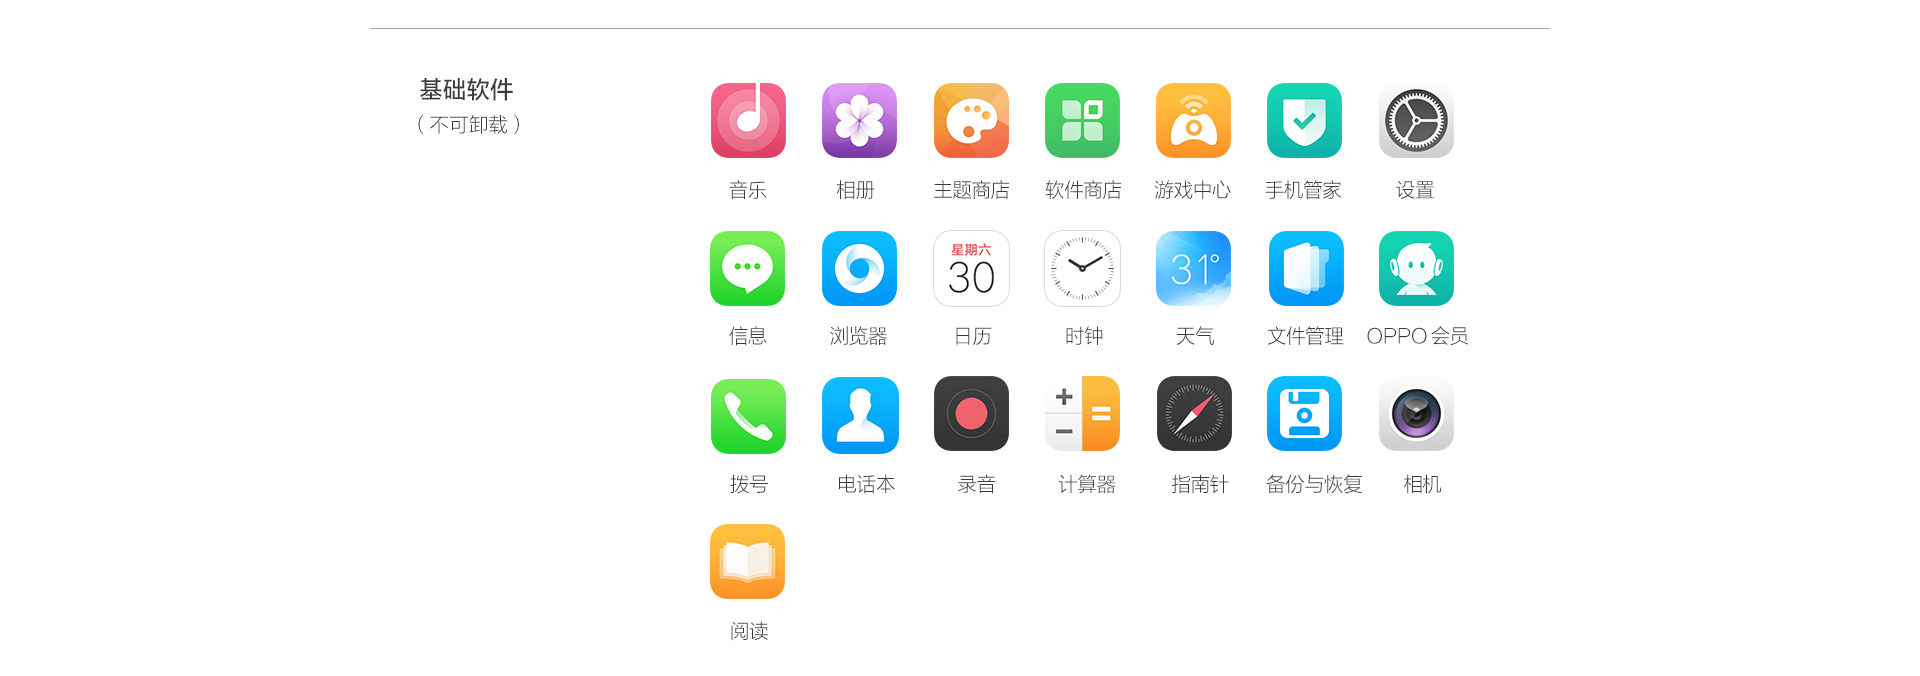 基础软件
（不可卸载）
音乐 相册 主题商店 软件商店 游戏中心 手机管家 设置
星期六
30
31°
信息 浏览器 日历 时钟 天气 文件管理 OPPO 会员
拨号 电话本 录音 计算器 指南针 备份与恢复 相机
阅读